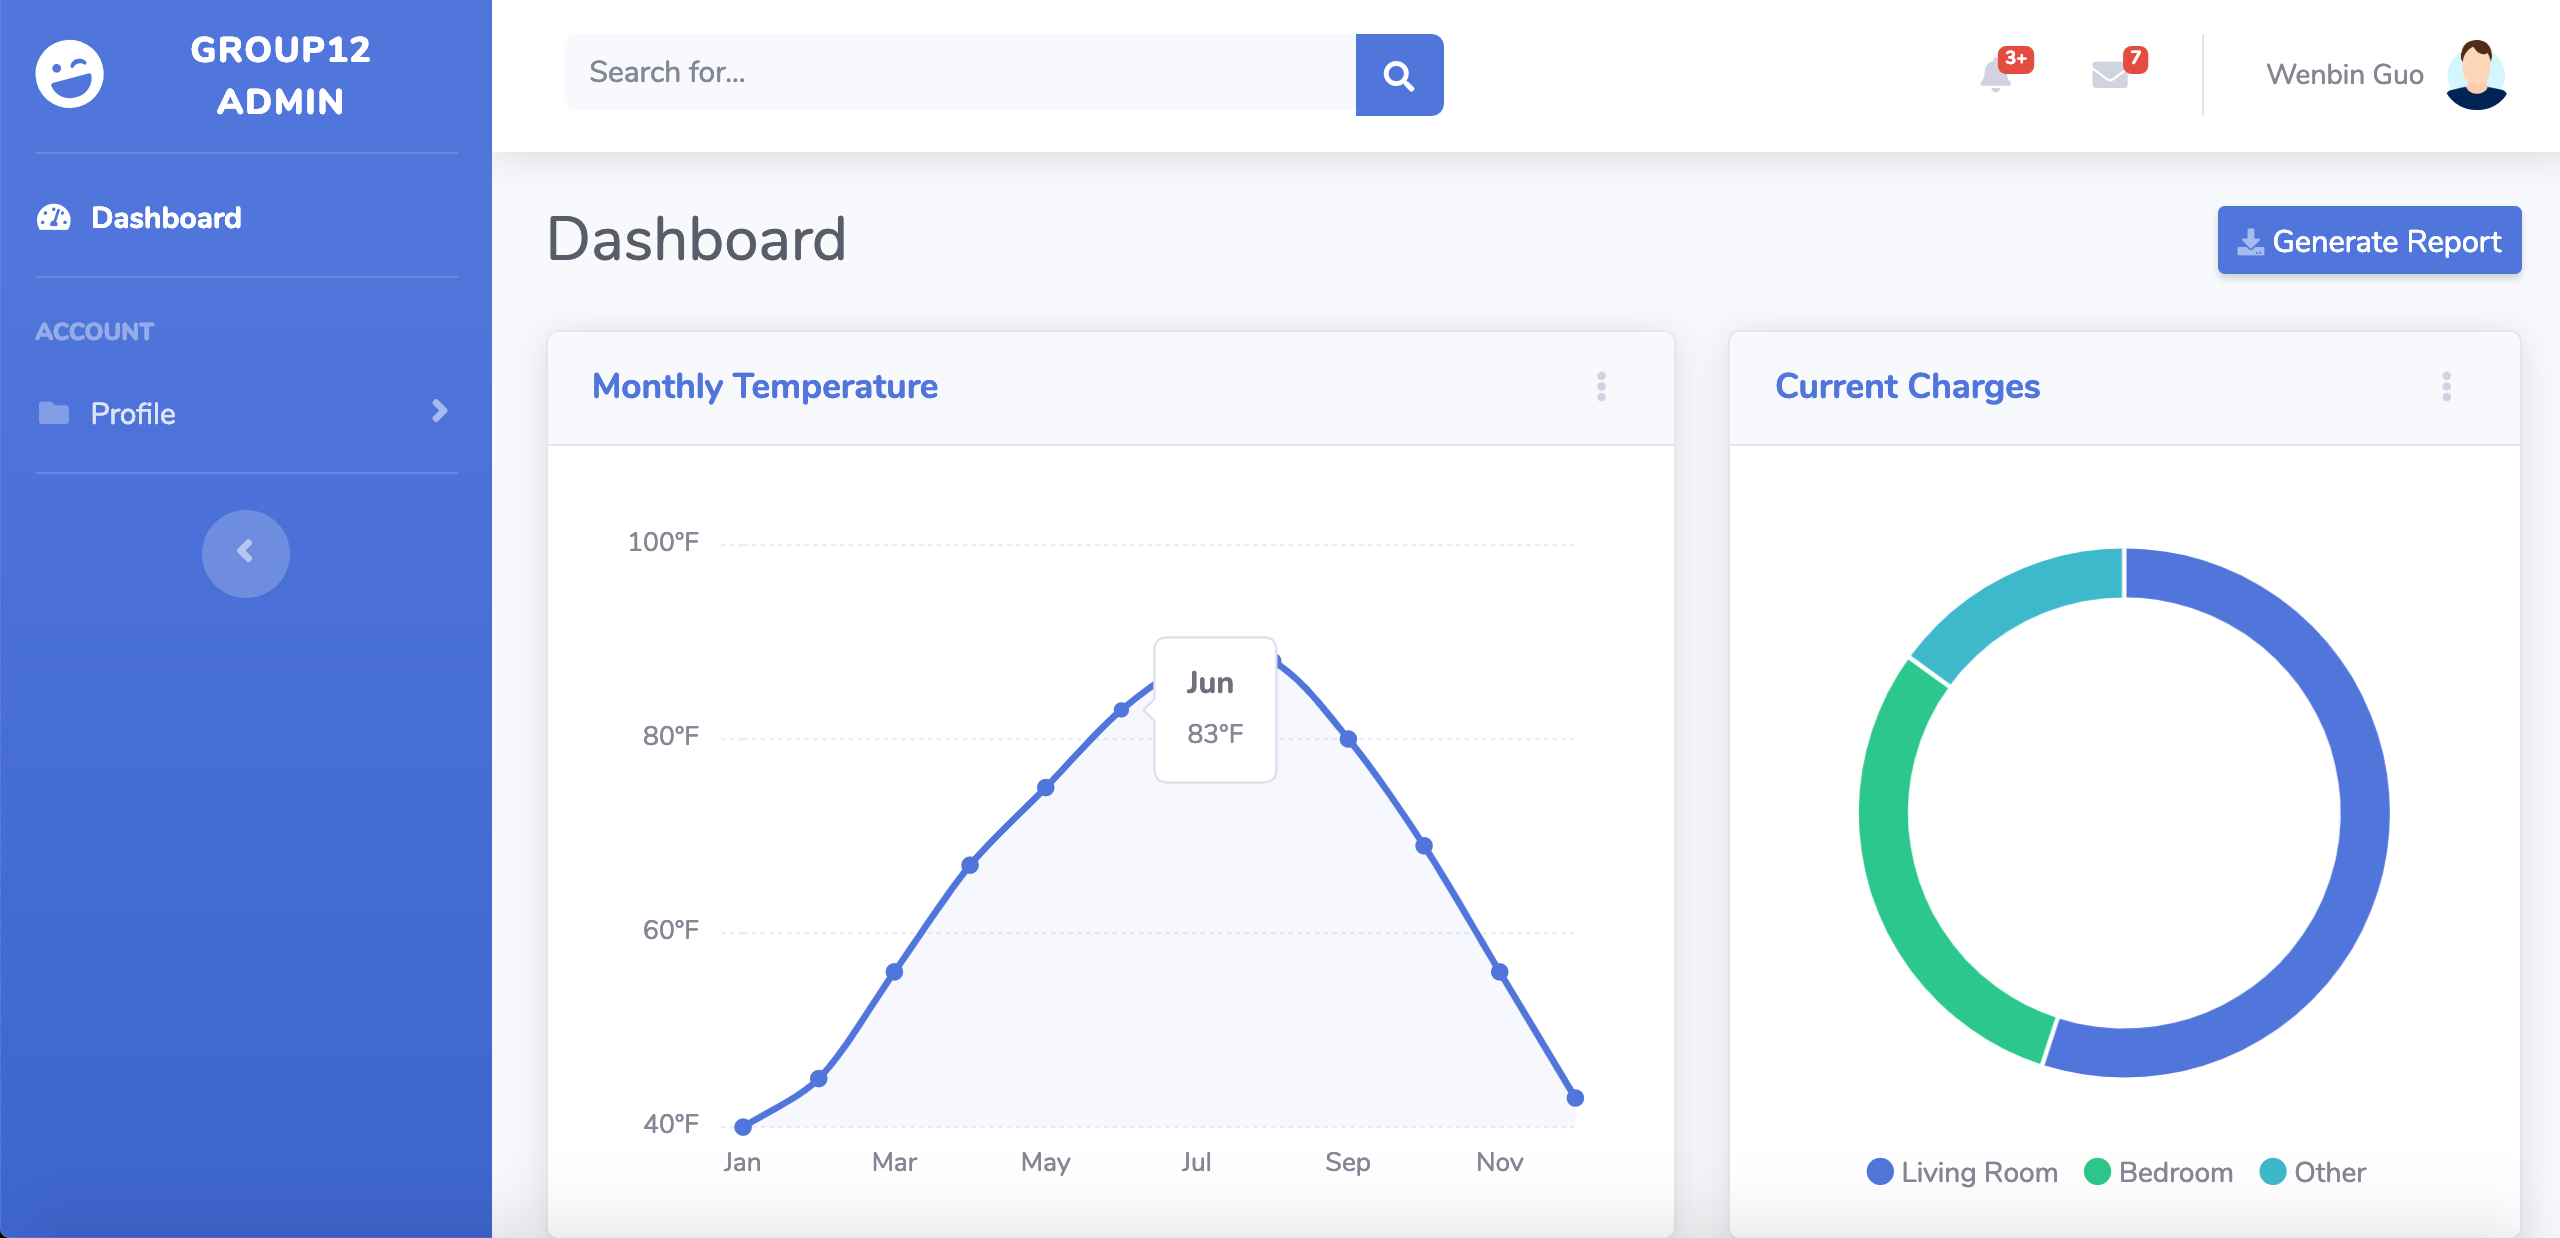 GROUP12
ADMIN
Dashboard
ACCOUNT
Profile
Search for...
3+
7
Wenbin Guo
Dashboard
Generate Report
Monthly Temperature
100°F
80°F
60°F
40°F
Jun
83°F
Jan Mar May Jul Sep Nov
Current Charges
Living Room Bedroom Other